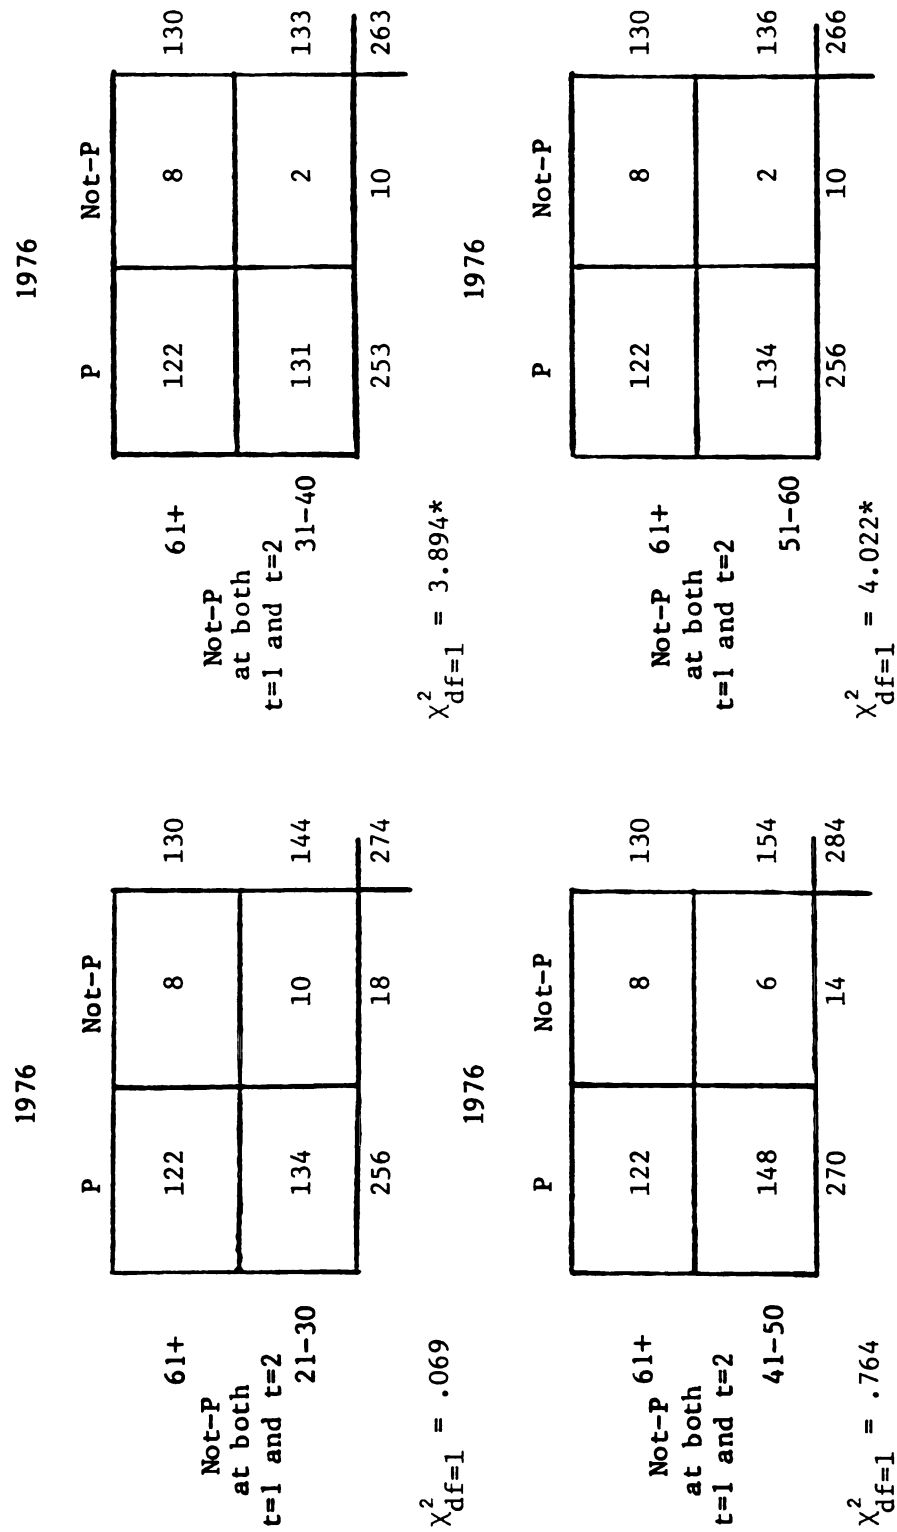 1976
P Not-P
Not-P 61+ 122 8 130
at both
t=1 and t=2
21-30 134 10 144
256 18 274
χ²df=1 = .069
1976
P Not-P
Not-P 61+ 122 8 130
at both
t=1 and t=2
31-40 131 2 133
253 10 263
χ²df=1 = 3.894*
1976
P Not-P
Not-P 61+ 122 8 130
at both
t=1 and t=2
41-50 148 6 154
270 14 284
χ²df=1 = .764
1976
P Not-P
Not-P 61+ 122 8 130
at both
t=1 and t=2
51-60 134 2 136
256 10 266
χ²df=1 = 4.022*